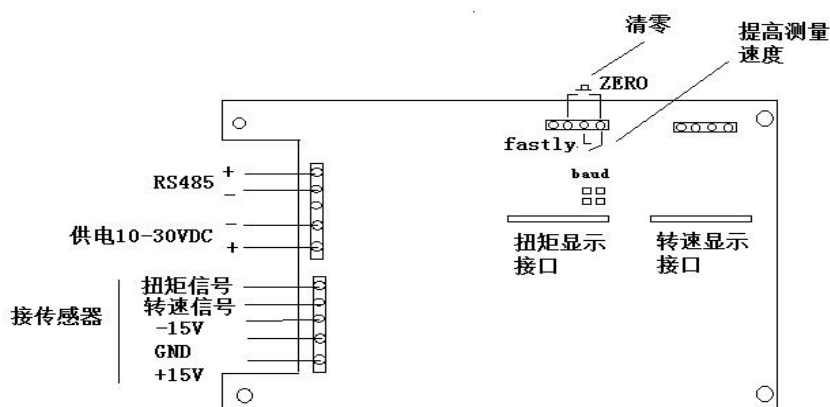 清零
提高测量
速度
ZERO
fastly
baud
RS485
+
−
供电10-30VDC
−
+
扭矩显示
接口
转速显示
接口
接传感器
扭矩信号
转速信号
-15V
GND
+15V